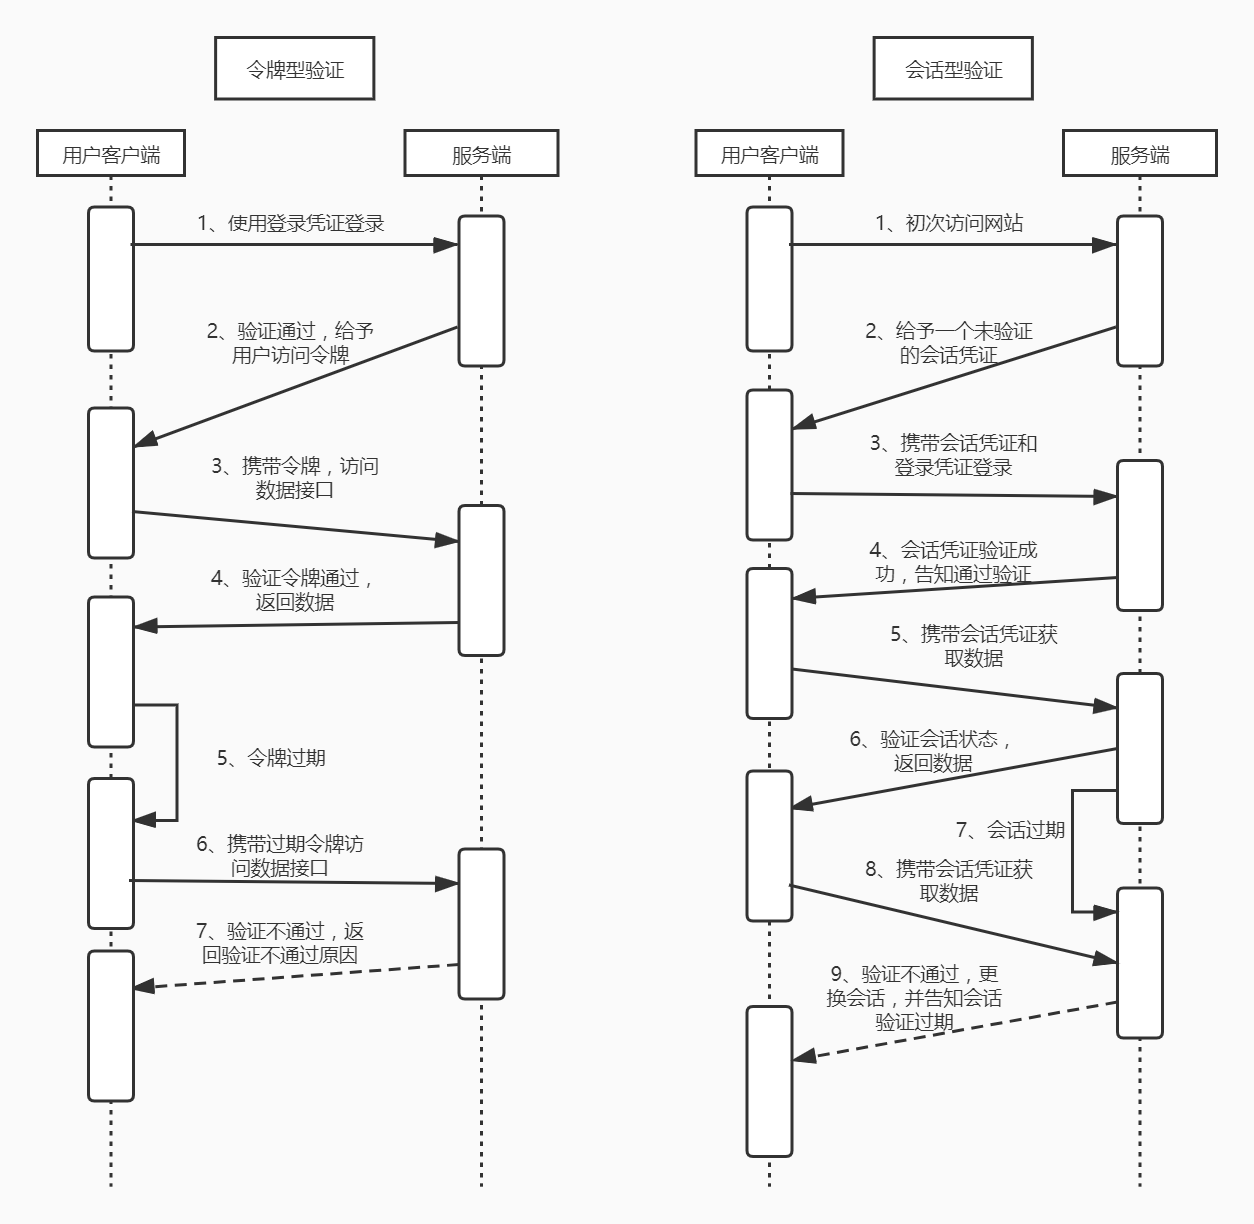 令牌型验证
用户客户端
服务端
1、使用登录凭证登录
2、验证通过，给予
用户访问令牌
3、携带令牌，访问
数据接口
4、验证令牌通过，
返回数据
5、令牌过期
6、携带过期令牌访
问数据接口
7、验证不通过，返
回验证不通过原因
会话型验证
用户客户端
服务端
1、初次访问网站
2、给予一个未验证
的会话凭证
3、携带会话凭证和
登录凭证登录
4、会话凭证验证成
功，告知通过验证
5、携带会话凭证获
取数据
6、验证会话状态，
返回数据
7、会话过期
8、携带会话凭证获
取数据
9、验证不通过，更
换会话，并告知会话
验证过期